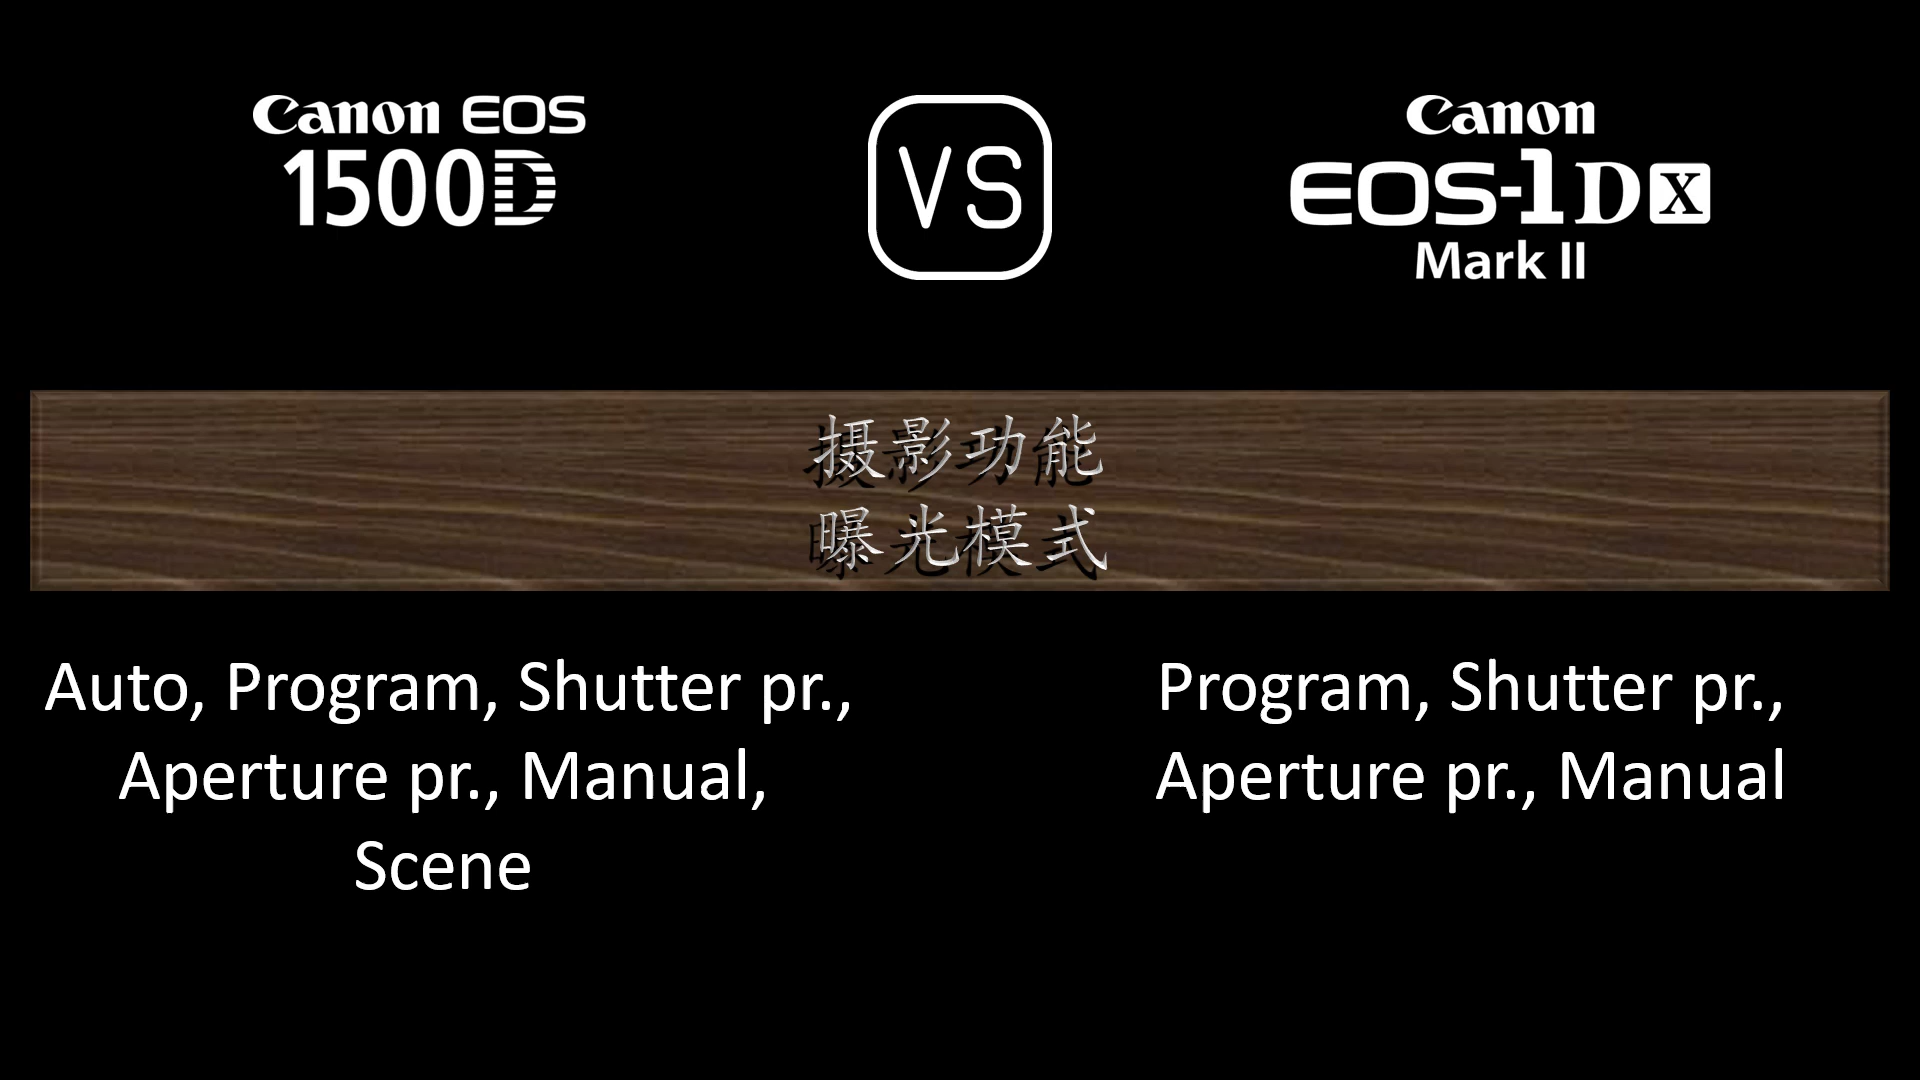 Canon EOS
1500D
VS
Canon
EOS-1DX
Mark II
摄影功能
曝光模式
Auto, Program, Shutter pr.,
Aperture pr., Manual,
Scene
Program, Shutter pr.,
Aperture pr., Manual